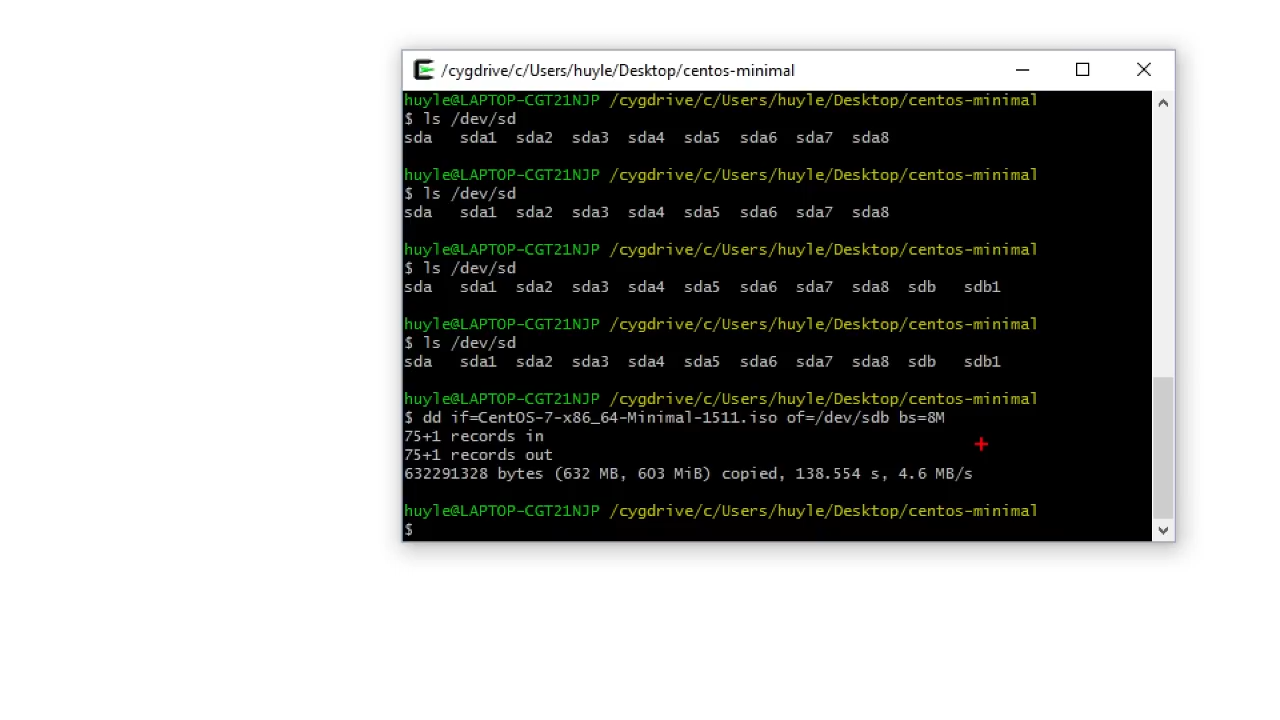 /cygdrive/c/Users/huyle/Desktop/centos-minimal
huyle@LAPTOP-CGT21NJP /cygdrive/c/Users/huyle/Desktop/centos-minimal
$ ls /dev/sd
sda sda1 sda2 sda3 sda4 sda5 sda6 sda7 sda8
huyle@LAPTOP-CGT21NJP /cygdrive/c/Users/huyle/Desktop/centos-minimal
$ ls /dev/sd
sda sda1 sda2 sda3 sda4 sda5 sda6 sda7 sda8
huyle@LAPTOP-CGT21NJP /cygdrive/c/Users/huyle/Desktop/centos-minimal
$ ls /dev/sd
sda sda1 sda2 sda3 sda4 sda5 sda6 sda7 sda8 sdb sdb1
huyle@LAPTOP-CGT21NJP /cygdrive/c/Users/huyle/Desktop/centos-minimal
$ ls /dev/sd
sda sda1 sda2 sda3 sda4 sda5 sda6 sda7 sda8 sdb sdb1
huyle@LAPTOP-CGT21NJP /cygdrive/c/Users/huyle/Desktop/centos-minimal
$ dd if=CentOS-7-x86_64-Minimal-1511.iso of=/dev/sdb bs=8M
75+1 records in
75+1 records out
632291328 bytes (632 MB, 603 MiB) copied, 138.554 s, 4.6 MB/s
huyle@LAPTOP-CGT21NJP /cygdrive/c/Users/huyle/Desktop/centos-minimal
$